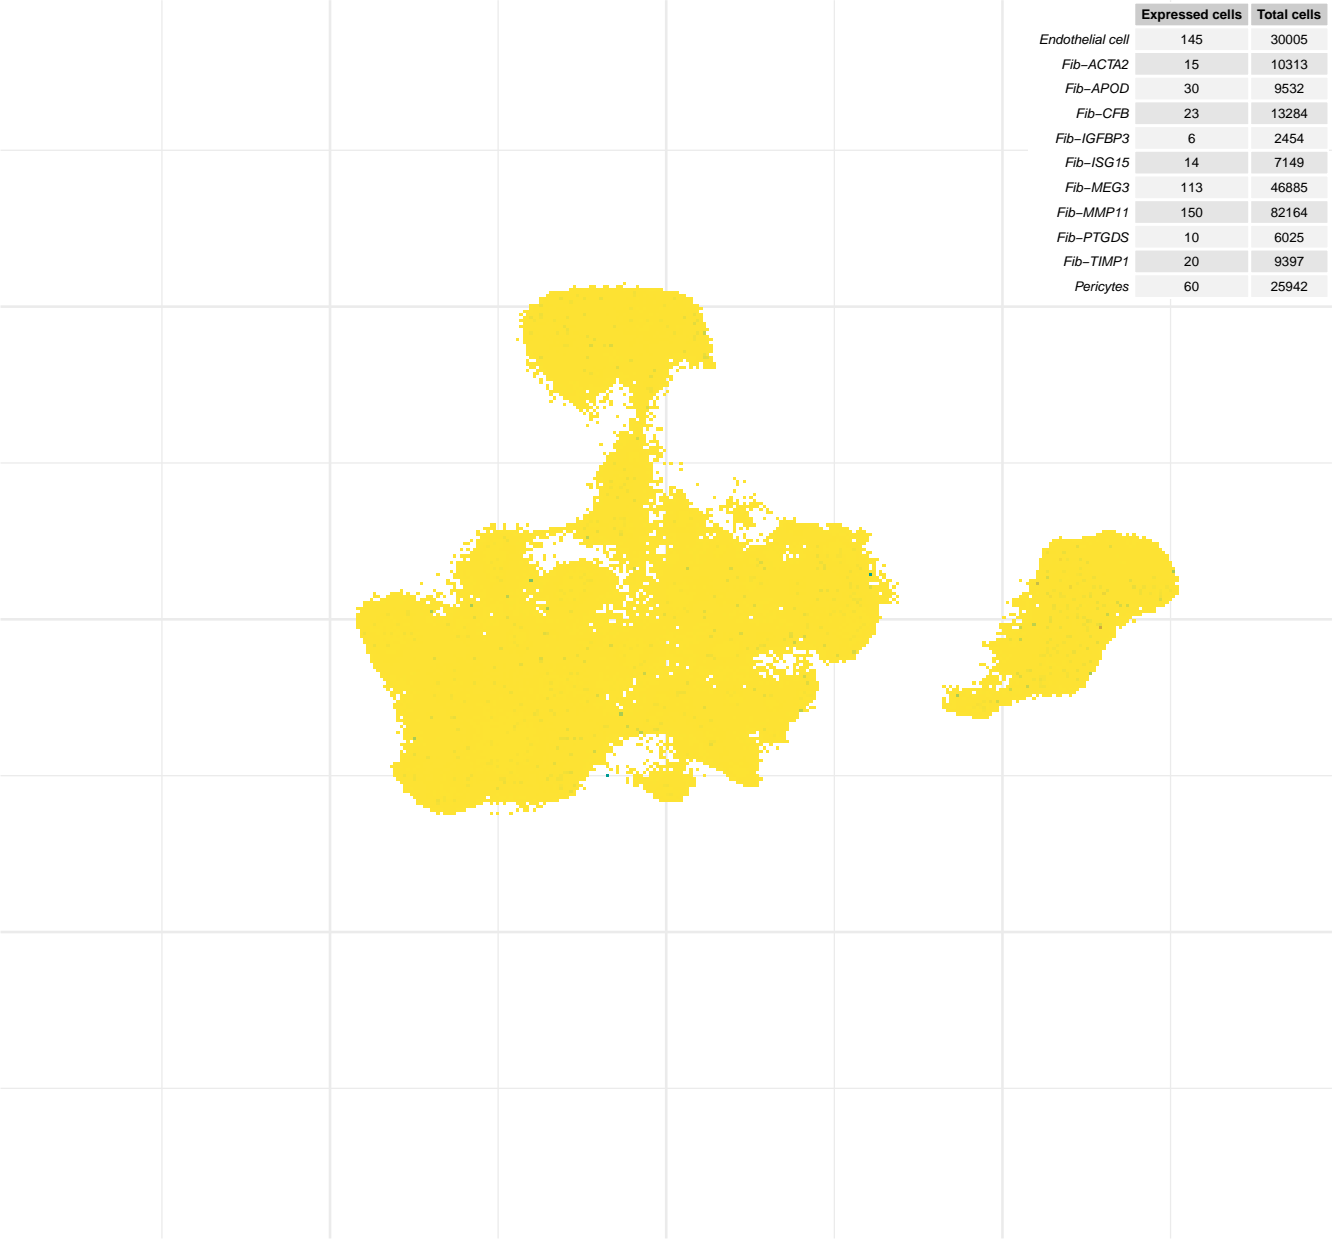 Expressed cells Total cells
Endothelial cell 145 30005
Fib−ACTA2 15 10313
Fib−APOD 30 9532
Fib−CFB 23 13284
Fib−IGFBP3 6 2454
Fib−ISG15 14 7149
Fib−MEG3 113 46885
Fib−MMP11 150 82164
Fib−PTGDS 10 6025
Fib−TIMP1 20 9397
Pericytes 60 25942